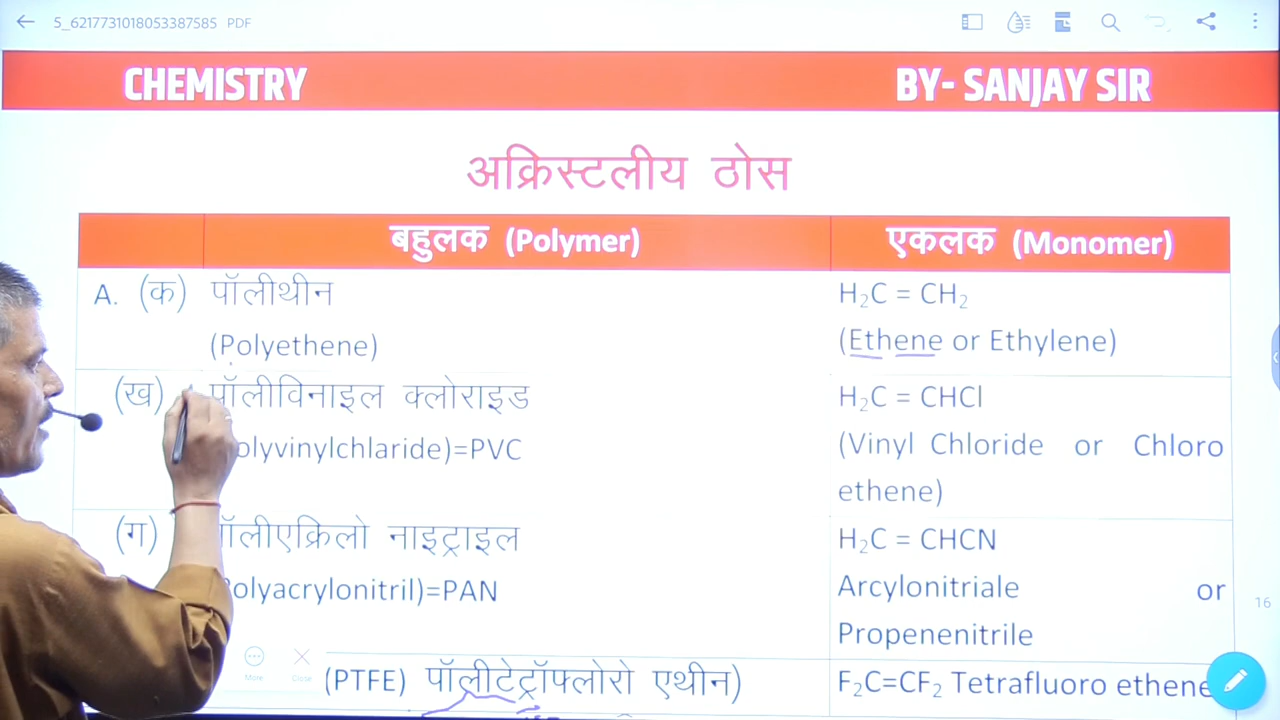 5_6217731018053387585 PDF
CHEMISTRY
BY- SANJAY SIR
अक्रिस्टलीय ठोस
बहुलक (Polymer)
एकलक (Monomer)
A. (क) पॉलीथीन
(Polyethene)
H₂C = CH₂
(Ethene or Ethylene)
(ख) पॉलीविनाइल क्लोराइड
olyvinylchlaride)=PVC
H₂C = CHCl
(Vinyl Chloride or Chloro
ethene)
(ग) पॉलीएक्रिलो नाइट्राइल
olyacrylonitril)=PAN
H₂C = CHCN
Arcylonitriale or
Propenenitrile
(PTFE) पॉलीटेट्रॉफ्लोरो एथीन)
F₂C=CF₂ Tetrafluoro ethene
16
More
Close